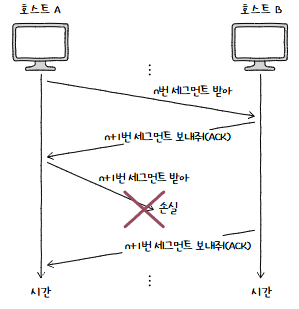 호스트 A
호스트 B
n번 세그먼트 받아
n+1번 세그먼트 보내줘(ACK)
n+1번 세그먼트 받아
손실
n+1번 세그먼트 보내줘(ACK)
시간
시간